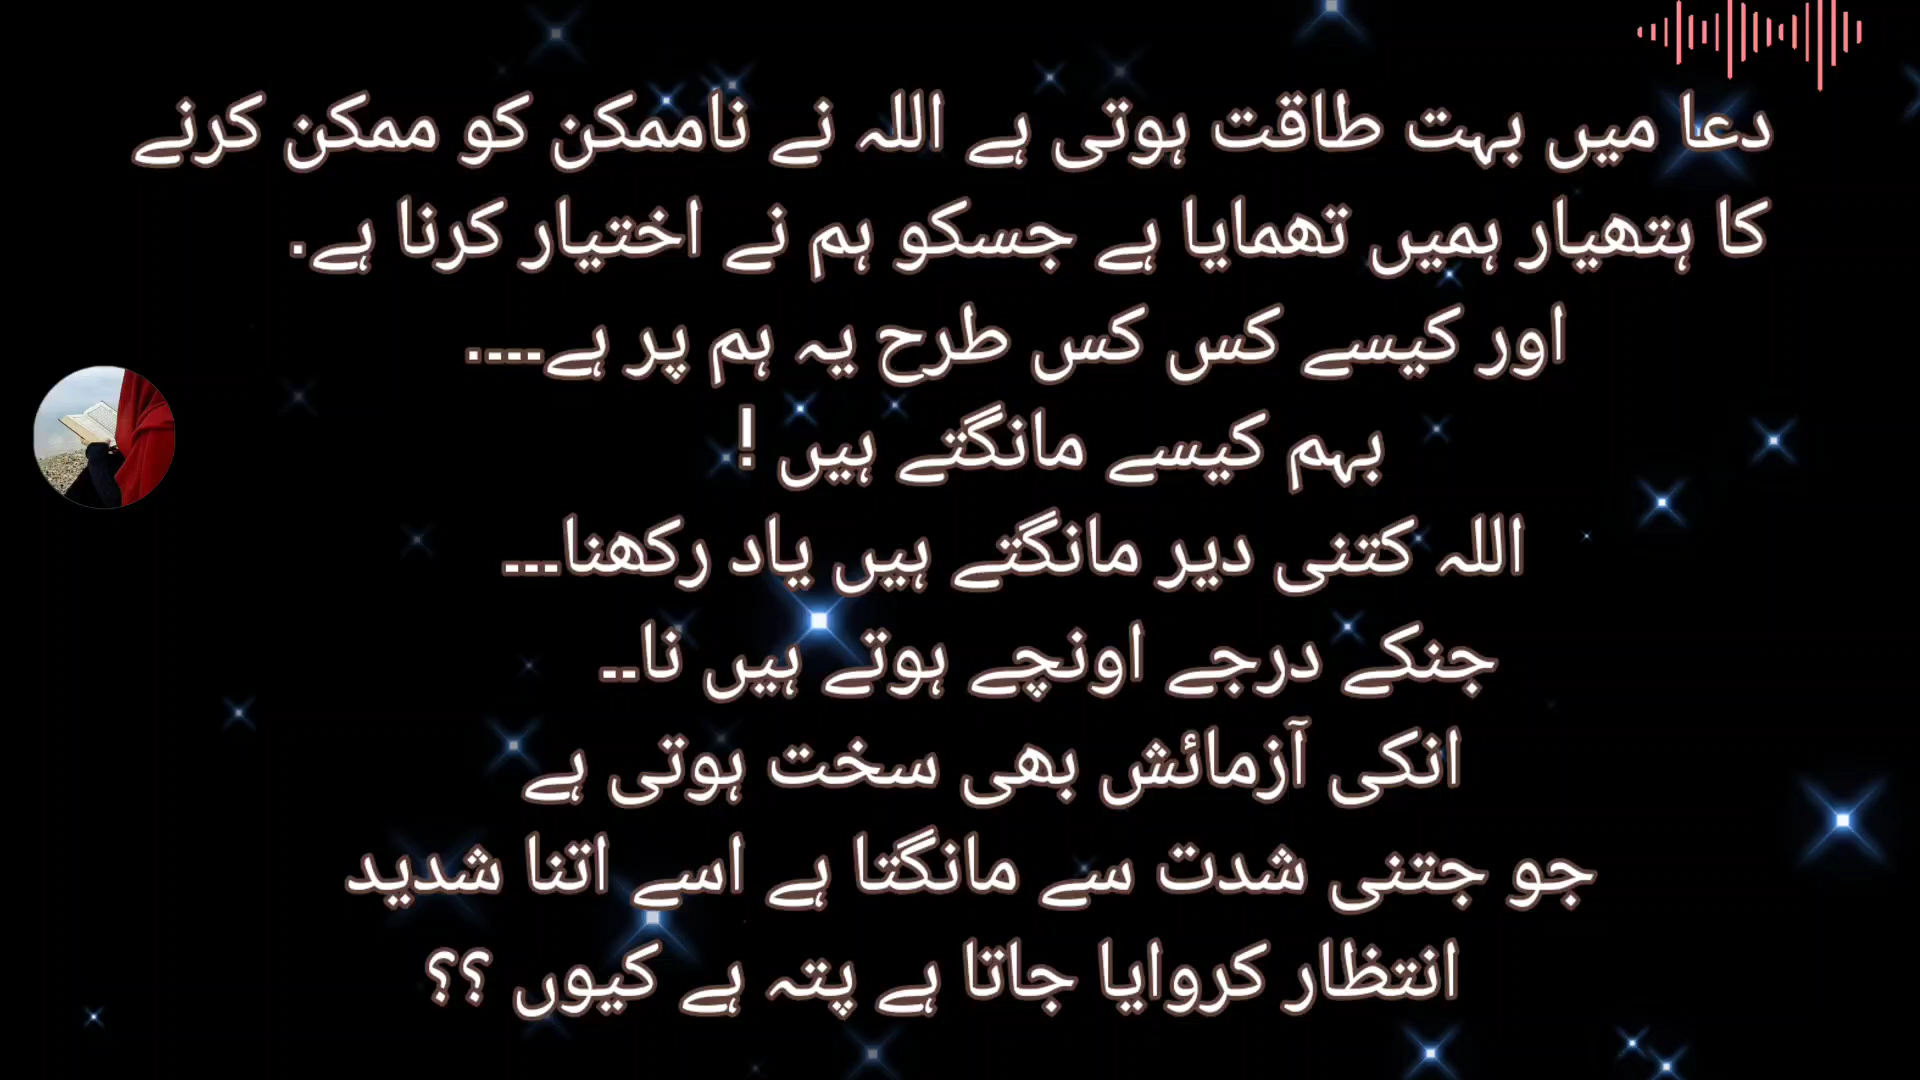 دعا میں بہت طاقت ہوتی ہے اللہ نے ناممکن کو ممکن کرنے
کا ہتھیار ہمیں تھمایا ہے جسکو ہم نے اختیار کرنا ہے.
اور کیسے کس کس طرح یہ ہم پر ہے....
بہم کیسے مانگتے ہیں !
اللہ کتنی دیر مانگتے ہیں یاد رکھنا...
جنکے درجے اونچے ہوتے ہیں نا..
انکی آزمائش بھی سخت ہوتی ہے
جو جتنی شدت سے مانگتا ہے اسے اتنا شدید
انتظار کروایا جاتا ہے پتہ ہے کیوں ؟؟